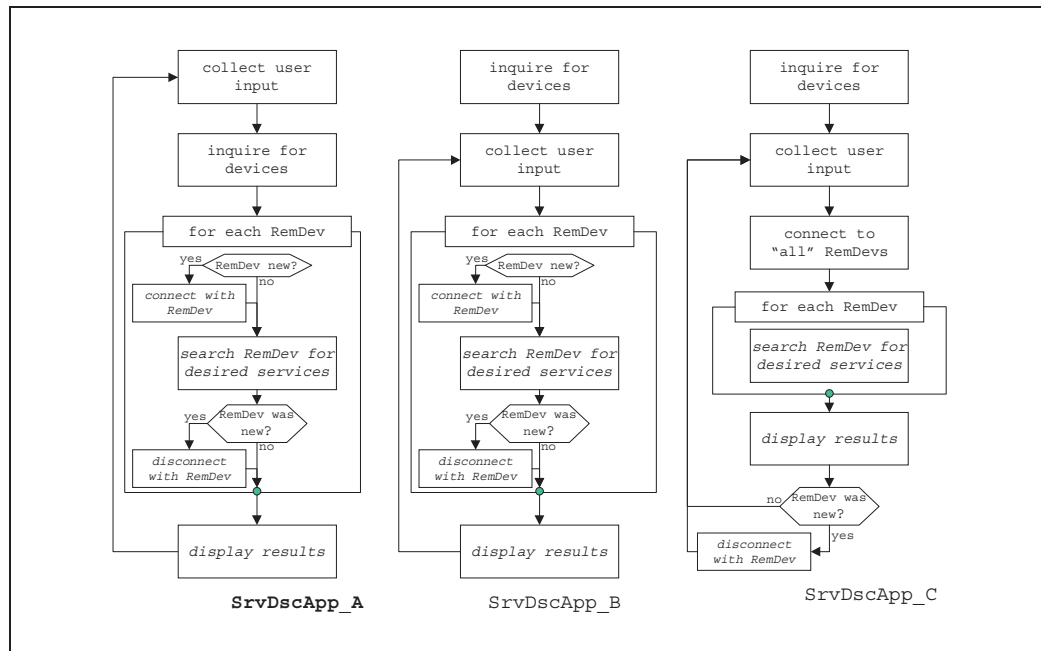 collect user
input
inquire for
devices
for each RemDev
yes
RemDev new?
no
connect with
RemDev
search RemDev for
desired services
yes
RemDev was
new?
no
disconnect
with RemDev
display results
SrvDscApp_A
inquire for
devices
collect user
input
for each RemDev
yes
RemDev new?
no
connect with
RemDev
search RemDev for
desired services
yes
RemDev was
new?
no
disconnect
with RemDev
display results
SrvDscApp_B
inquire for
devices
collect user
input
connect to
“all” RemDevs
for each RemDev
search RemDev for
desired services
display results
no
RemDev was
new?
yes
disconnect
with RemDev
SrvDscApp_C